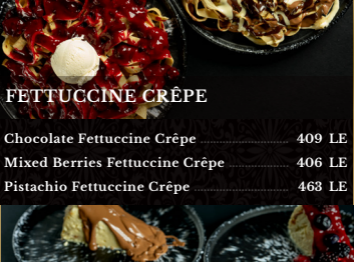 FETTUCCINE CRÊPE
Chocolate Fettuccine Crêpe 409 LE
Mixed Berries Fettuccine Crêpe 406 LE
Pistachio Fettuccine Crêpe 463 LE